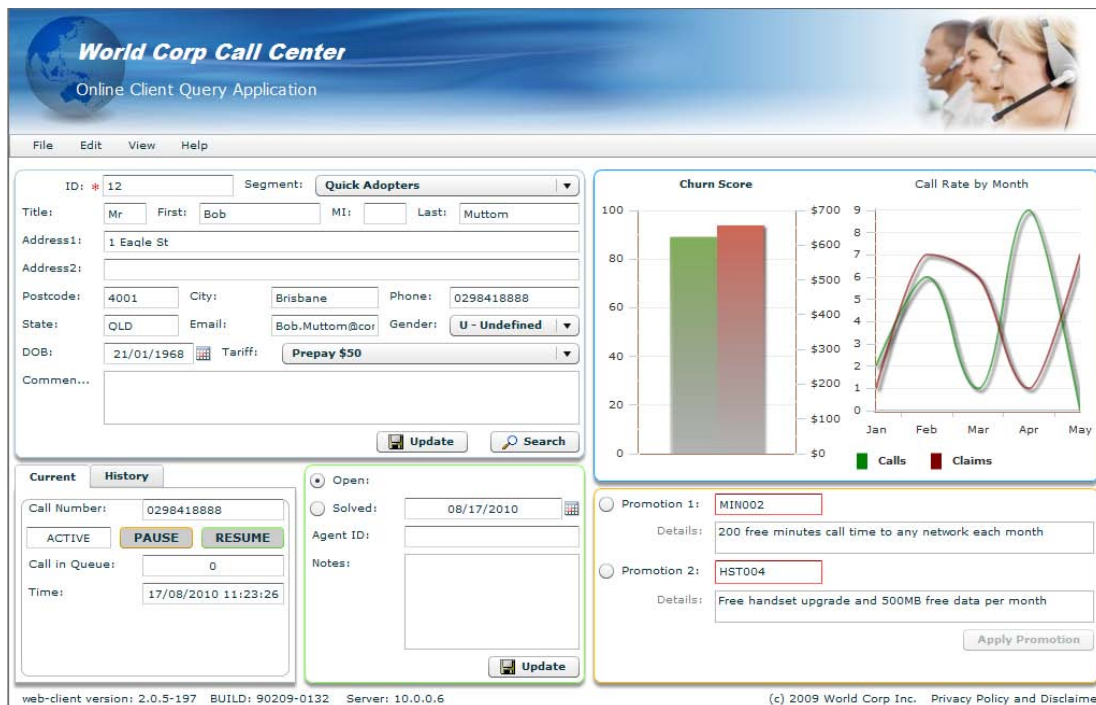 World Corp Call Center
Online Client Query Application
File Edit View Help
ID: * 12 Segment: Quick Adopters
Title: Mr First: Bob MI: Last: Muttom
Address1: 1 Eagle St
Address2:
Postcode: 4001 City: Brisbane Phone: 0298418888
State: QLD Email: Bob.Muttom@cor Gender: U - Undefined
DOB: 21/01/1968 Tariff: Prepay $50
Commen...
Update Search
Churn Score
100
80
60
40
20
0
$700
$600
$500
$400
$300
$200
$100
$0
Call Rate by Month
9
8
7
6
5
4
3
2
1
0
Jan Feb Mar Apr May
Calls Claims
Current History
Call Number: 0298418888
ACTIVE PAUSE RESUME
Call in Queue: 0
Time: 17/08/2010 11:23:26
Open:
Solved: 08/17/2010
Agent ID:
Notes:
Update
Promotion 1: MIN002
Details: 200 free minutes call time to any network each month
Promotion 2: HST004
Details: Free handset upgrade and 500MB free data per month
Apply Promotion
web-client version: 2.0.5-197 BUILD: 90209-0132 Server: 10.0.0.6
(c) 2009 World Corp Inc. Privacy Policy and Disclaime